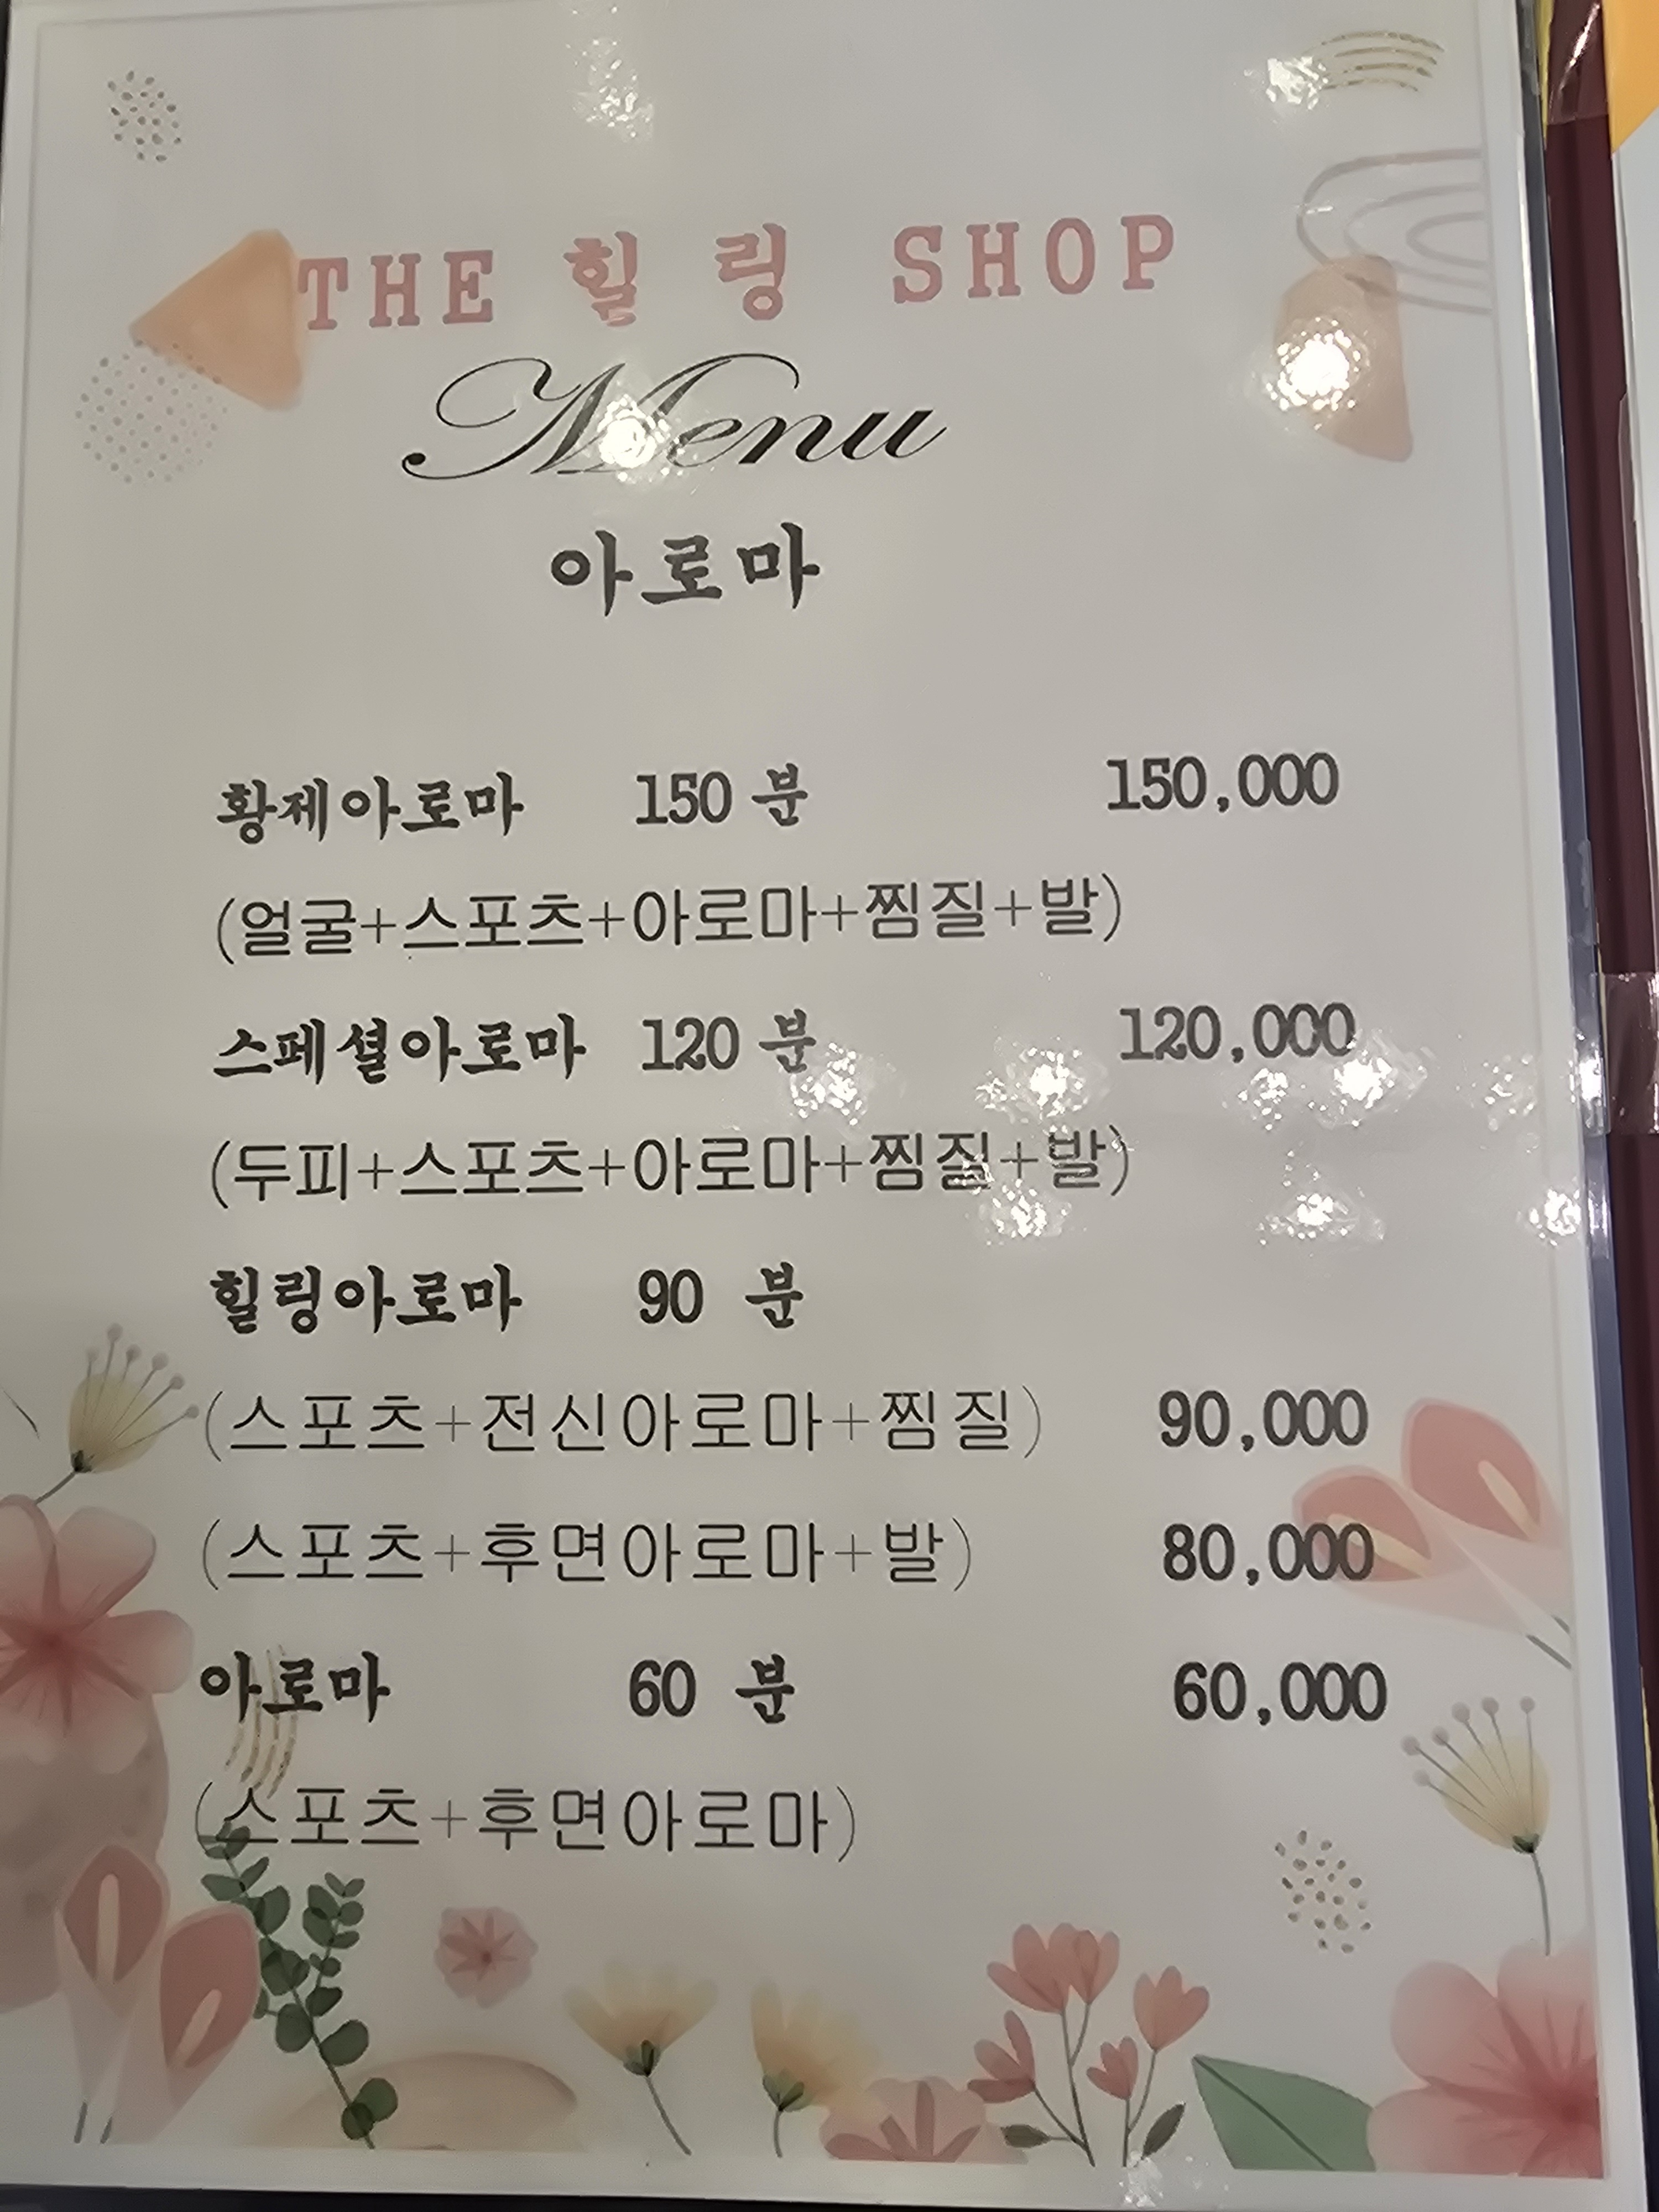 THE 힐링 SHOP
Menu
아로마
황제아로마 150 분 150,000
(얼굴+스포츠+아로마+찜질+발)
스페셜아로마 120 분 120,000
(두피+스포츠+아로마+찜질+발)
힐링아로마 90 분
(스포츠+전신아로마+찜질) 90,000
(스포츠+후면아로마+발) 80,000
아로마 60 분 60,000
(스포츠+후면아로마)